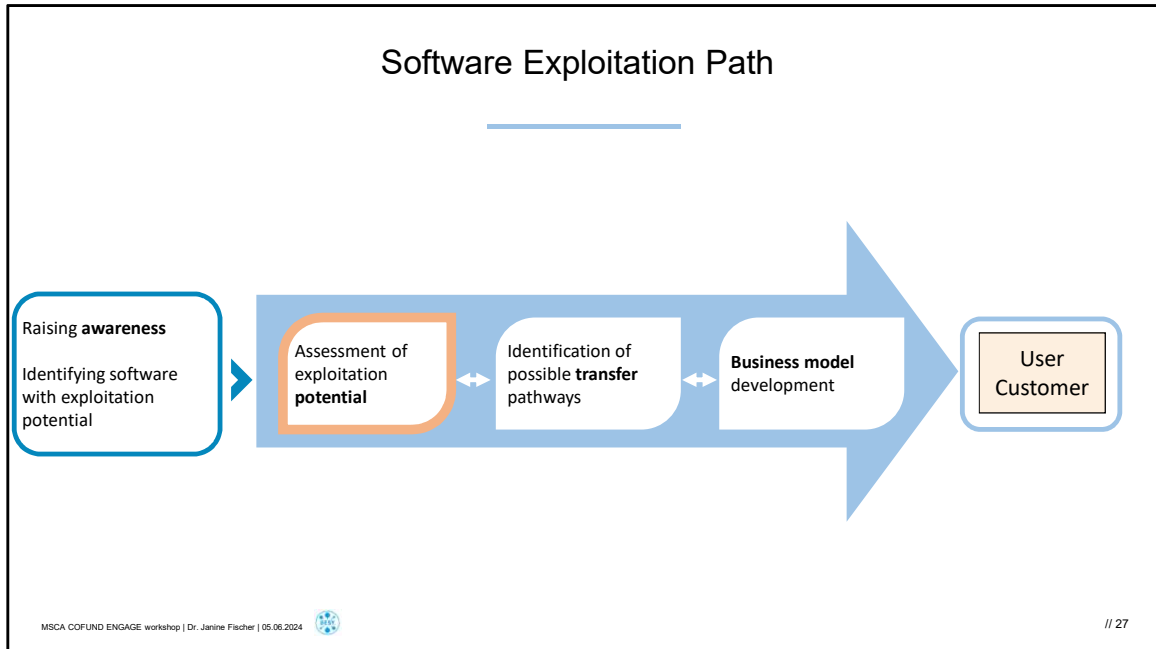 Software Exploitation Path
Raising awareness
Identifying software
with exploitation
potential
Assessment of
exploitation
potential
Identification of
possible transfer
pathways
Business model
development
User
Customer
MSCA COFUND ENGAGE workshop | Dr. Janine Fischer | 05.06.2024
// 27